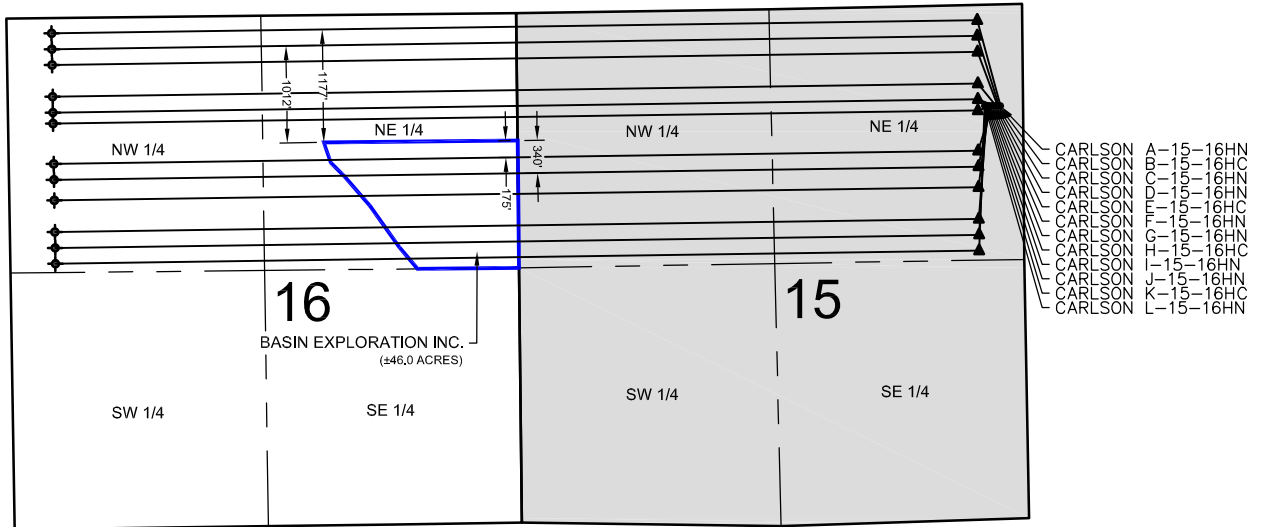 1177'
1012'
NW 1/4
NE 1/4
340'
175'
NW 1/4
NE 1/4
CARLSON A-15-16HN
CARLSON B-15-16HC
CARLSON C-15-16HN
CARLSON D-15-16HN
CARLSON E-15-16HC
CARLSON F-15-16HN
CARLSON G-15-16HN
CARLSON H-15-16HC
CARLSON I-15-16HN
CARLSON J-15-16HN
CARLSON K-15-16HC
CARLSON L-15-16HN
16
15
BASIN EXPLORATION INC.
(±46.0 ACRES)
SW 1/4
SE 1/4
SW 1/4
SE 1/4